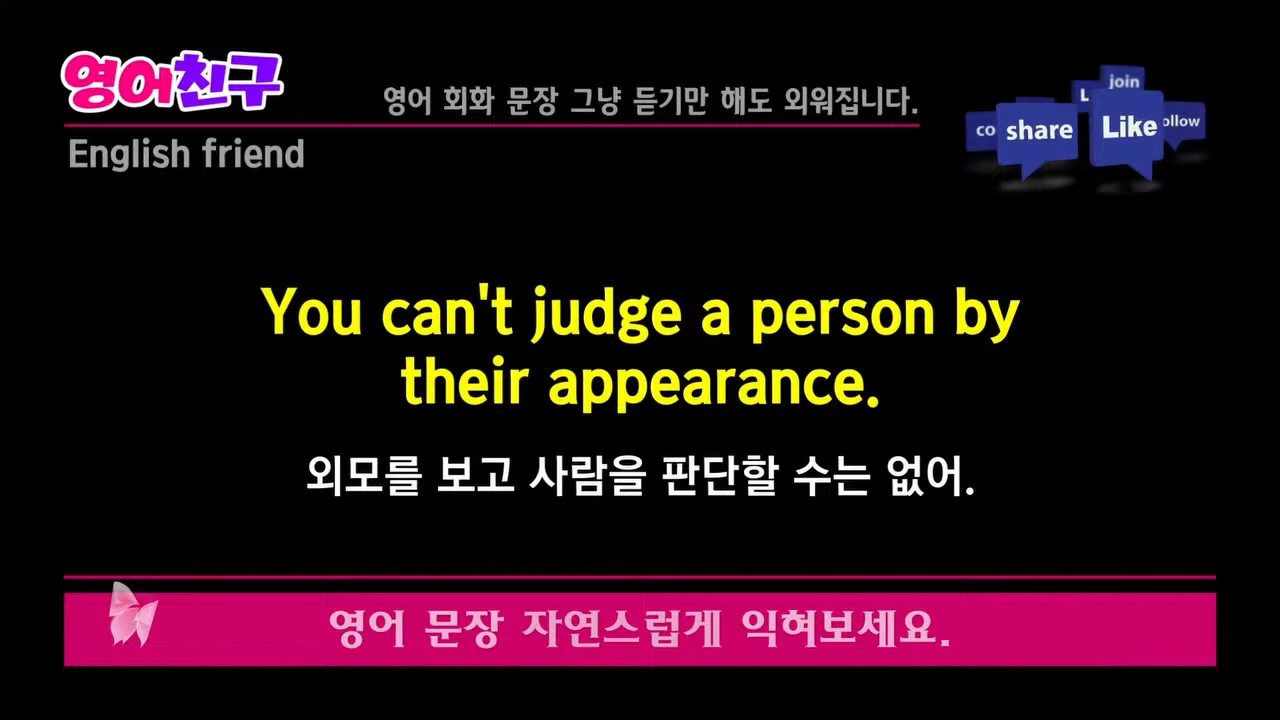 영어친구
영어 회화 문장 그냥 듣기만 해도 외워집니다.
English friend
join
share
Like
You can't judge a person by
their appearance.
외모를 보고 사람을 판단할 수는 없어.
영어 문장 자연스럽게 익혀보세요.